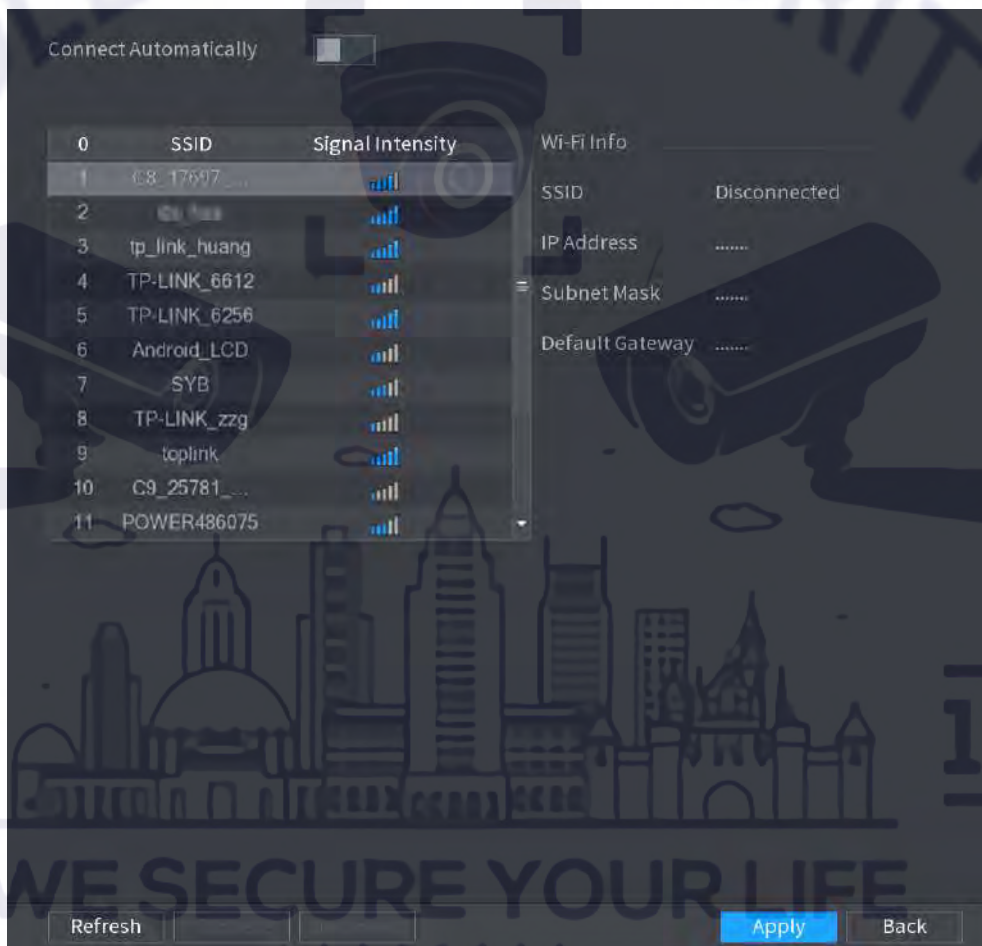 Connect Automatically
0 SSID Signal Intensity
1
2
3 tp_link_huang
4 TP-LINK_6612
5 TP-LINK_6256
6 Android_LCD
7 SYB
8 TP-LINK_zzg
9 toplink
10 C9_25781_...
11 POWER486075
Wi-Fi Info
SSID Disconnected
IP Address .......
Subnet Mask .......
Default Gateway .......
WE SECURE YOUR LIFE
Refresh
Apply Back